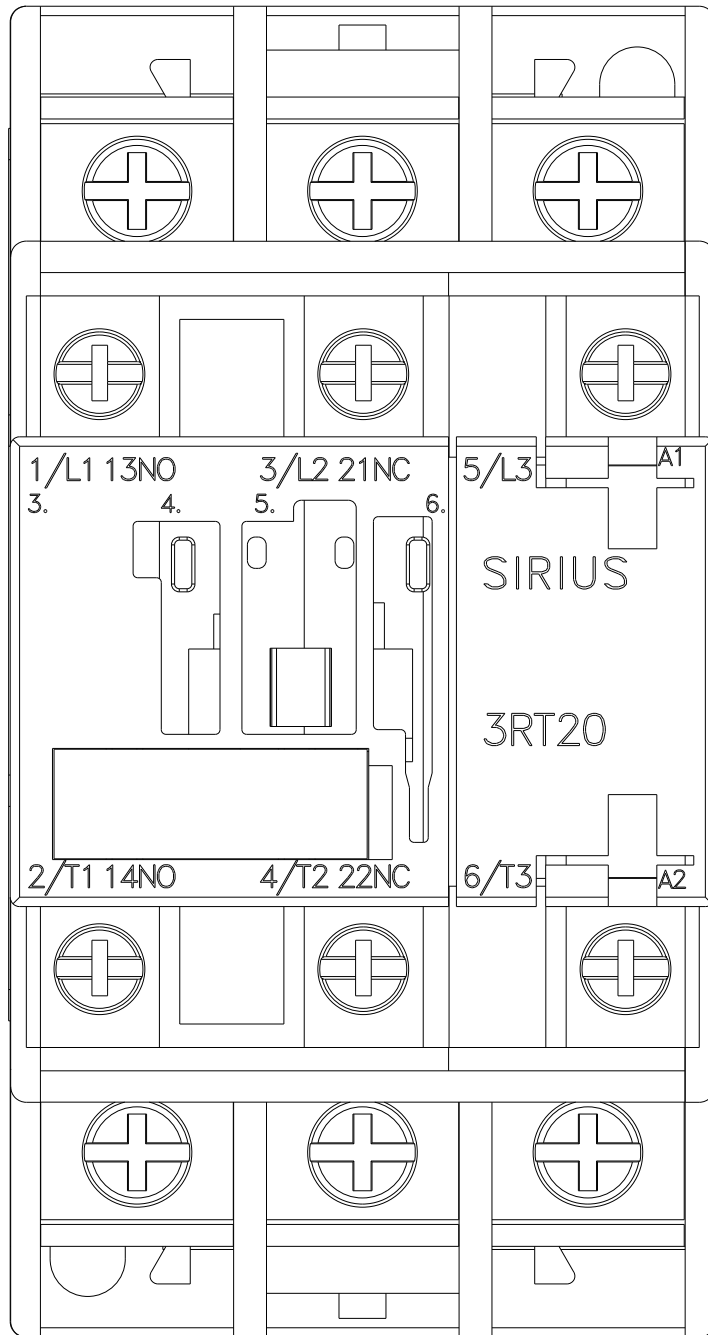 1/L1 13NO 3/L2 21NC 5/L3 A1
3. 4. 5. 6.
SIRIUS
3RT20
2/T1 14NO 4/T2 22NC 6/T3 A2